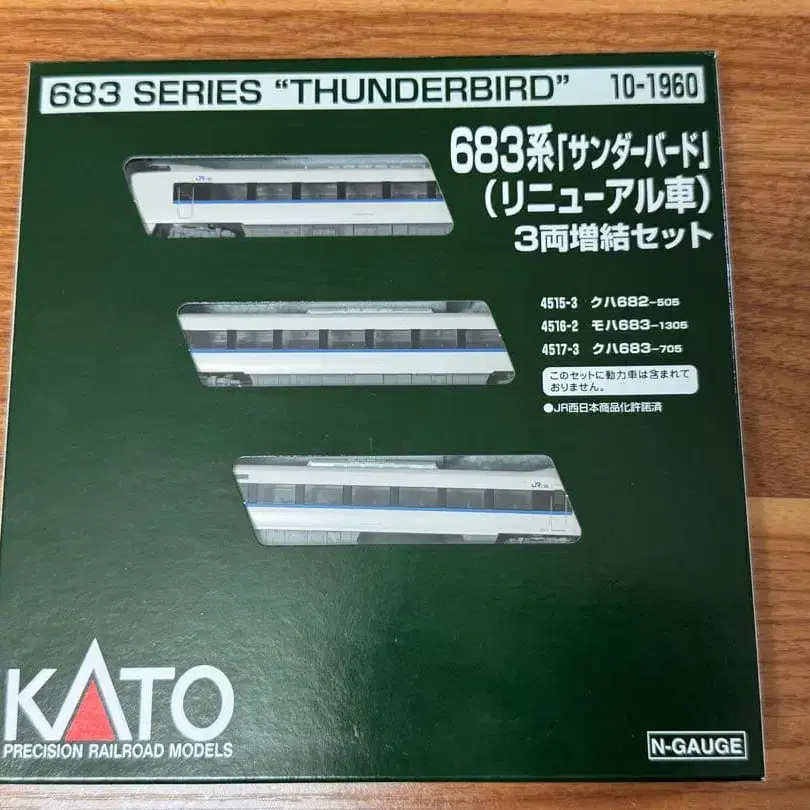 683 SERIES “THUNDERBIRD” 10-1960
683系「サンダーバード」
(リニューアル車)
3両増結セット
4515-3 クハ682-505
4516-2 モハ683-1305
4517-3 クハ683-705
このセットに動力車は含まれて
おりません。
●JR西日本商品化許諾済
JR
JR
KATO
PRECISION RAILROAD MODELS
N-GAUGE